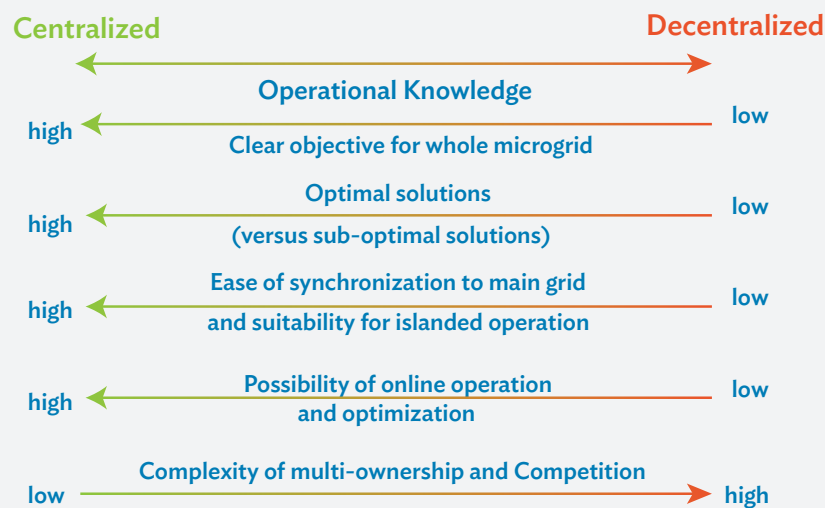 Centralized
Decentralized
Operational Knowledge
high
low
Clear objective for whole microgrid
Optimal solutions
high
low
(versus sub-optimal solutions)
Ease of synchronization to main grid
high
low
and suitability for islanded operation
Possibility of online operation
high
low
and optimization
Complexity of multi-ownership and Competition
low
high